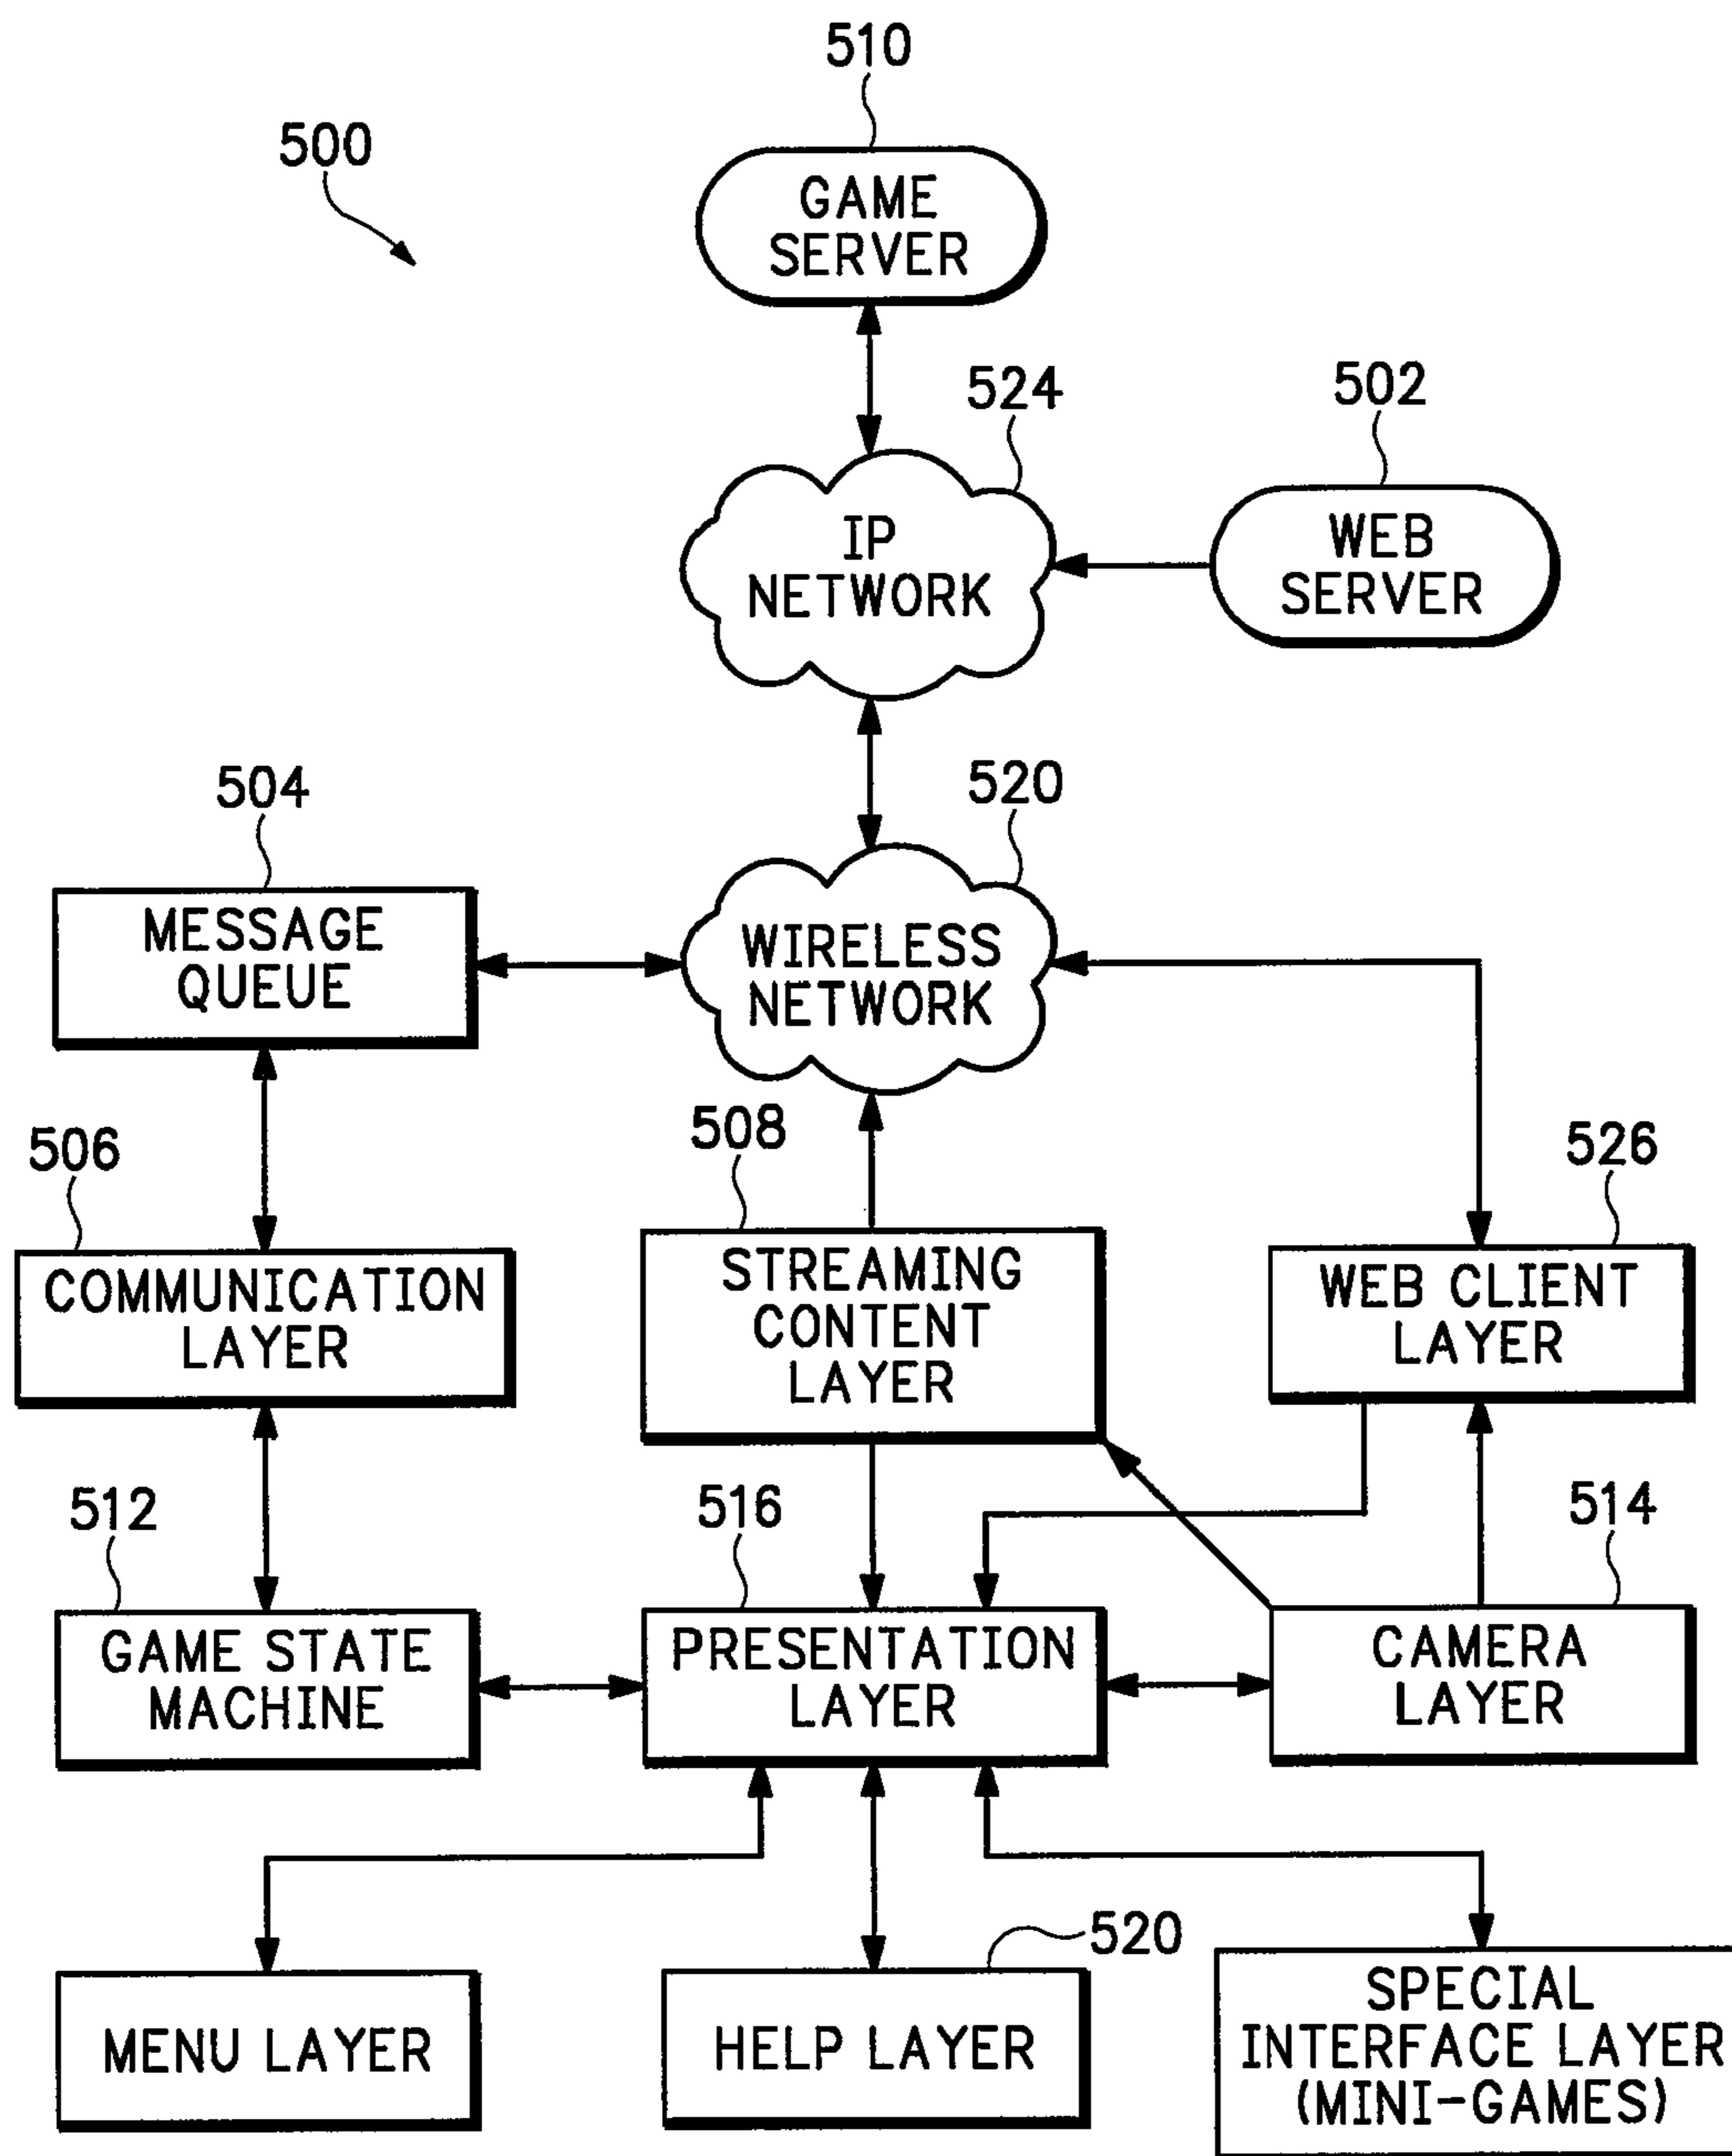 510
500
GAME
SERVER
524
502
IP
NETWORK
WEB
SERVER
504
520
MESSAGE
QUEUE
WIRELESS
NETWORK
506
508
526
COMMUNICATION
LAYER
STREAMING
CONTENT
LAYER
WEB CLIENT
LAYER
512
516
514
GAME STATE
MACHINE
PRESENTATION
LAYER
CAMERA
LAYER
520
MENU LAYER
HELP LAYER
SPECIAL
INTERFACE LAYER
(MINI-GAMES)